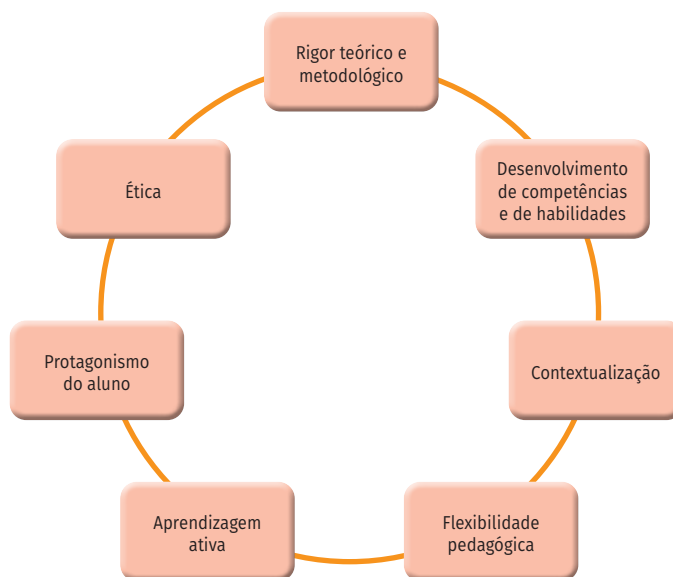 Rigor teórico e
metodológico
Desenvolvimento
de competências
e de habilidades
Contextualização
Flexibilidade
pedagógica
Aprendizagem
ativa
Protagonismo
do aluno
Ética